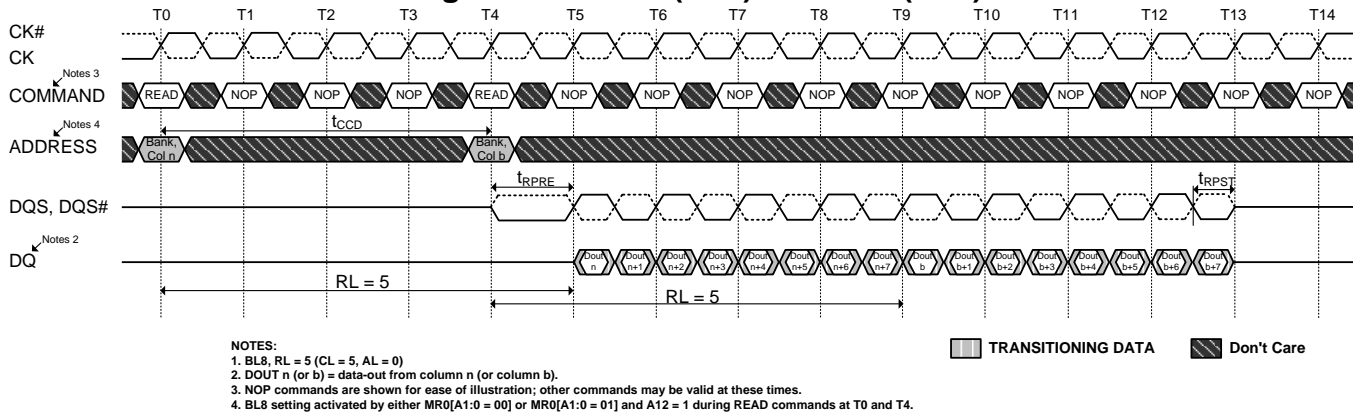 T0 T1 T2 T3 T4 T5 T6 T7 T8 T9 T10 T11 T12 T13 T14
CK#
CK
Notes 3
COMMAND READ NOP NOP NOP READ NOP NOP NOP NOP NOP NOP NOP NOP NOP NOP
Notes 4
tCCD
ADDRESS Bank, Col n Bank, Col b
tRPRE tRPST
DQS, DQS#
Notes 2
DQ Dout n Dout n+1 Dout n+2 Dout n+3 Dout n+4 Dout n+5 Dout n+6 Dout n+7 Dout b Dout b+1 Dout b+2 Dout b+3 Dout b+4 Dout b+5 Dout b+6 Dout b+7
RL = 5 RL = 5
NOTES:
1. BL8, RL = 5 (CL = 5, AL = 0)
2. DOUT n (or b) = data-out from column n (or column b).
3. NOP commands are shown for ease of illustration; other commands may be valid at these times.
4. BL8 setting activated by either MR0[A1:0 = 00] or MR0[A1:0 = 01] and A12 = 1 during READ commands at T0 and T4.
TRANSITIONING DATA Don't Care